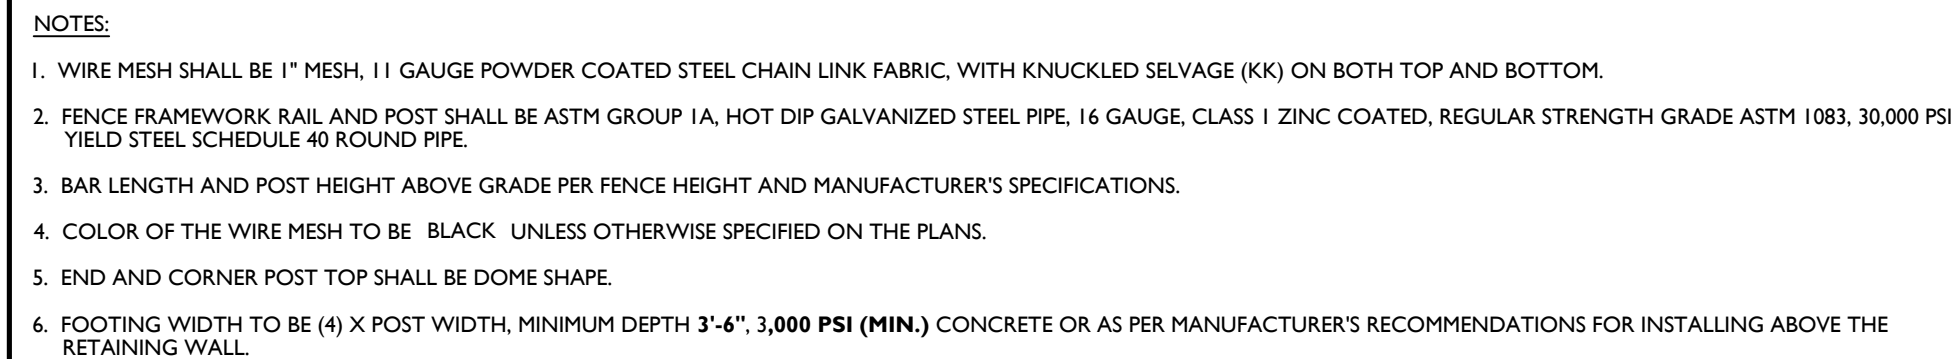 NOTES:
1. WIRE MESH SHALL BE 1" MESH, 11 GAUGE POWDER COATED STEEL CHAIN LINK FABRIC, WITH KNUCKLED SELVAGE (KK) ON BOTH TOP AND BOTTOM.
2. FENCE FRAMEWORK RAIL AND POST SHALL BE ASTM GROUP 1A, HOT DIP GALVANIZED STEEL PIPE, 16 GAUGE, CLASS 1 ZINC COATED, REGULAR STRENGTH GRADE ASTM 1083, 30,000 PSI
YIELD STEEL SCHEDULE 40 ROUND PIPE.
3. BAR LENGTH AND POST HEIGHT ABOVE GRADE PER FENCE HEIGHT AND MANUFACTURER'S SPECIFICATIONS.
4. COLOR OF THE WIRE MESH TO BE BLACK UNLESS OTHERWISE SPECIFIED ON THE PLANS.
5. END AND CORNER POST TOP SHALL BE DOME SHAPE.
6. FOOTING WIDTH TO BE (4) X POST WIDTH, MINIMUM DEPTH 3'-6", 3,000 PSI (MIN.) CONCRETE OR AS PER MANUFACTURER'S RECOMMENDATIONS FOR INSTALLING ABOVE THE
RETAINING WALL.